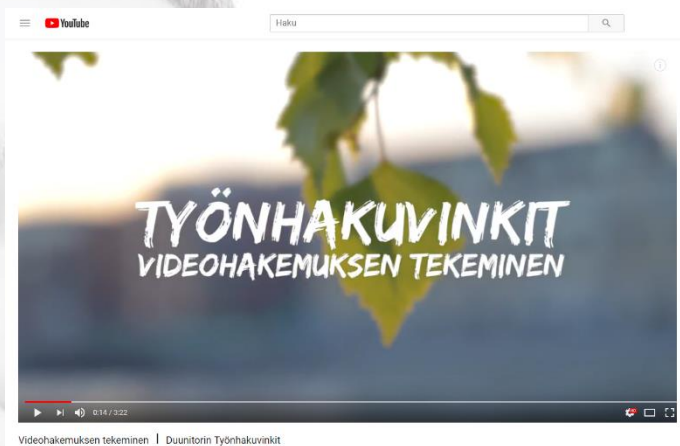 YouTube
Haku
TYÖNHAKUVINKIT
VIDEOHAKEMUKSEN TEKEMINEN
0:14 / 3:22
Videohakemuksen tekeminen | Duunitorin Työnhakuvinkit